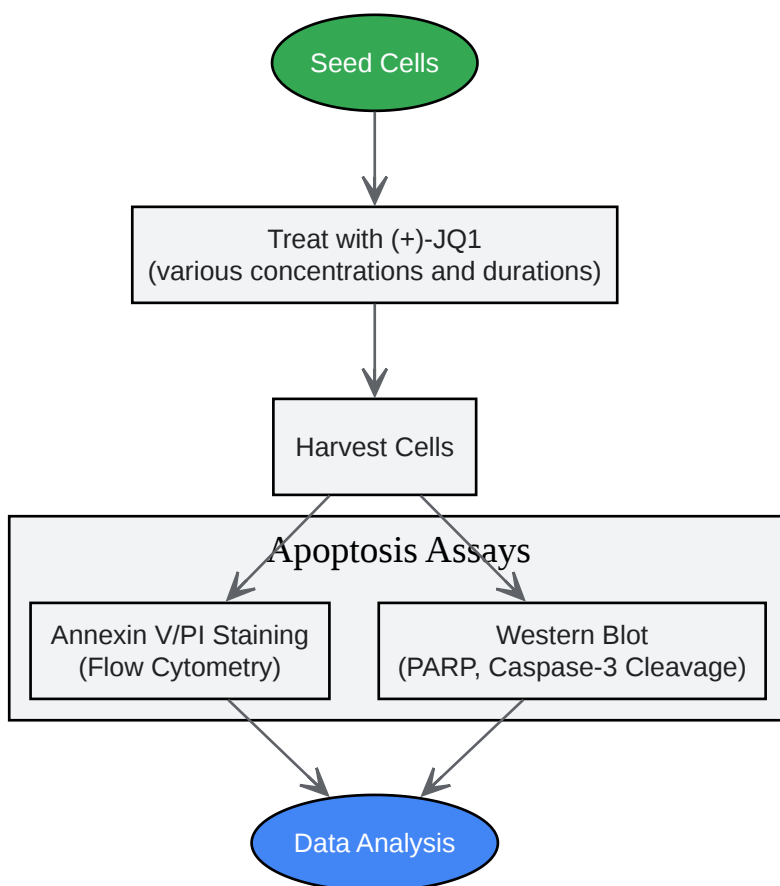 Seed Cells
Treat with (+)-JQ1
(various concentrations and durations)
Harvest Cells
Apoptosis Assays
Annexin V/PI Staining
(Flow Cytometry)
Western Blot
(PARP, Caspase-3 Cleavage)
Data Analysis